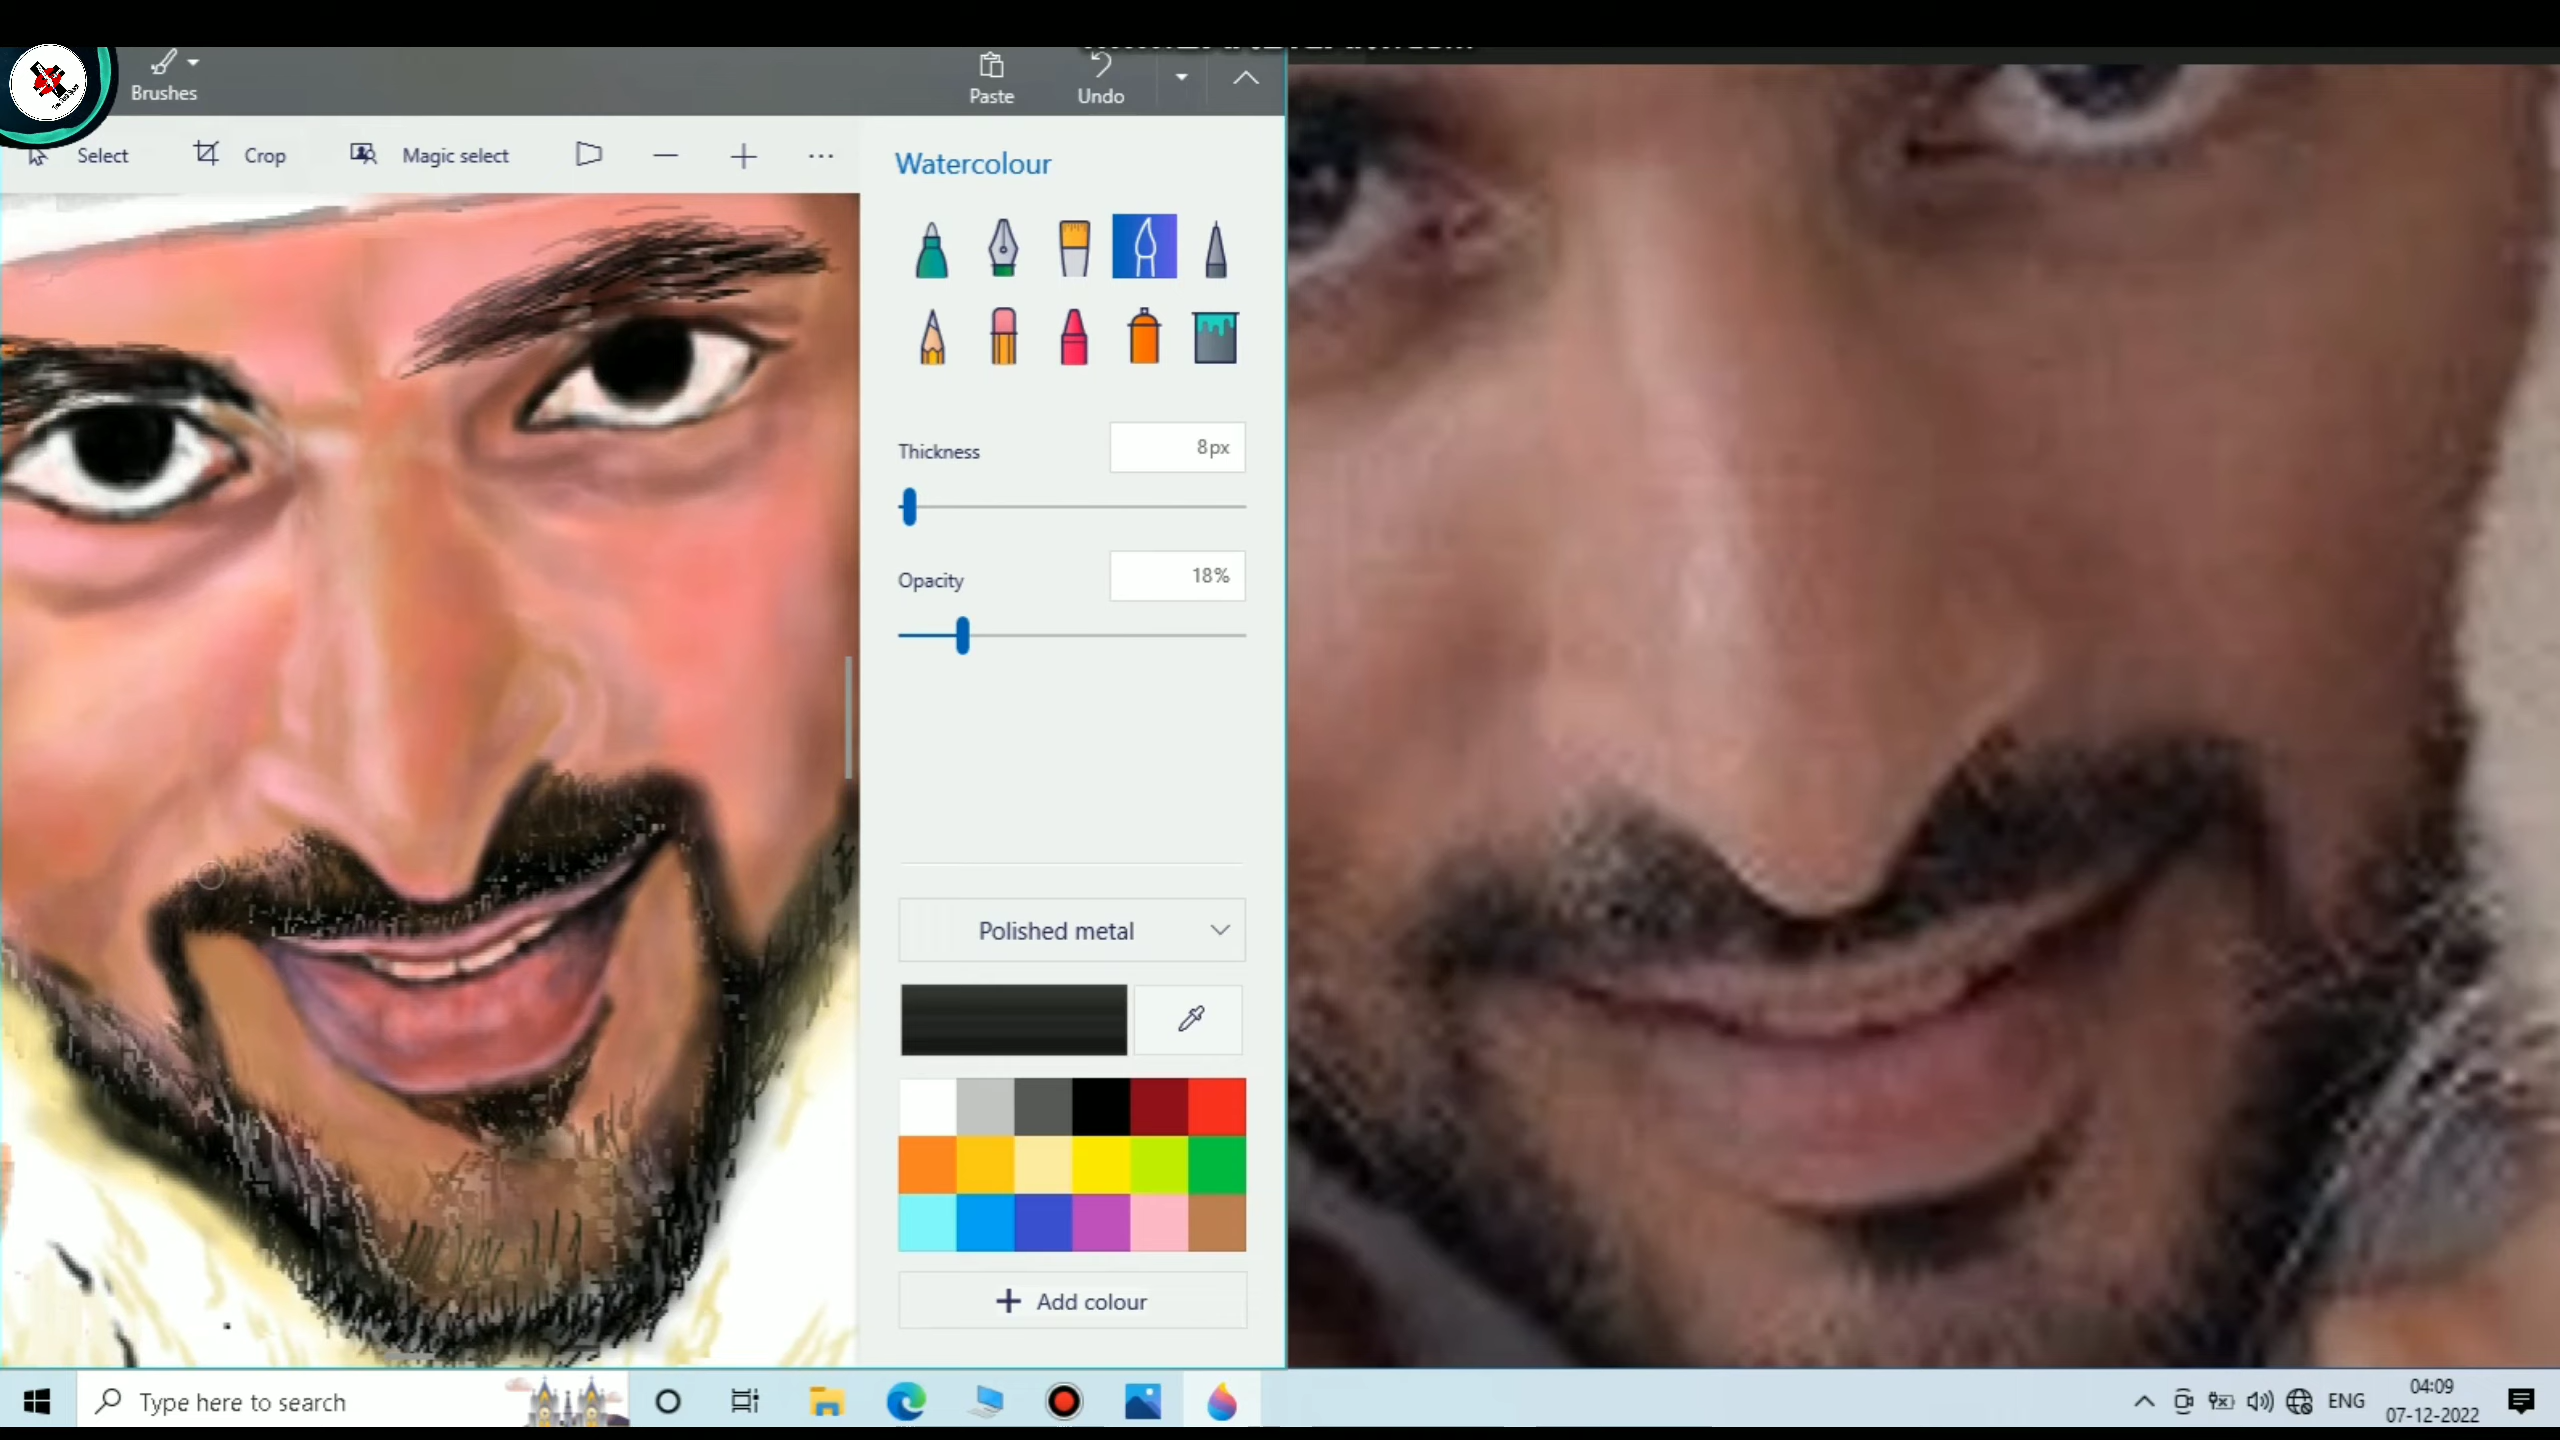 Brushes
Paste
Undo
Select
Crop
Magic select
Watercolour
Thickness
8px
Opacity
18%
Polished metal
Add colour
Type here to search
ENG
04:09
07-12-2022